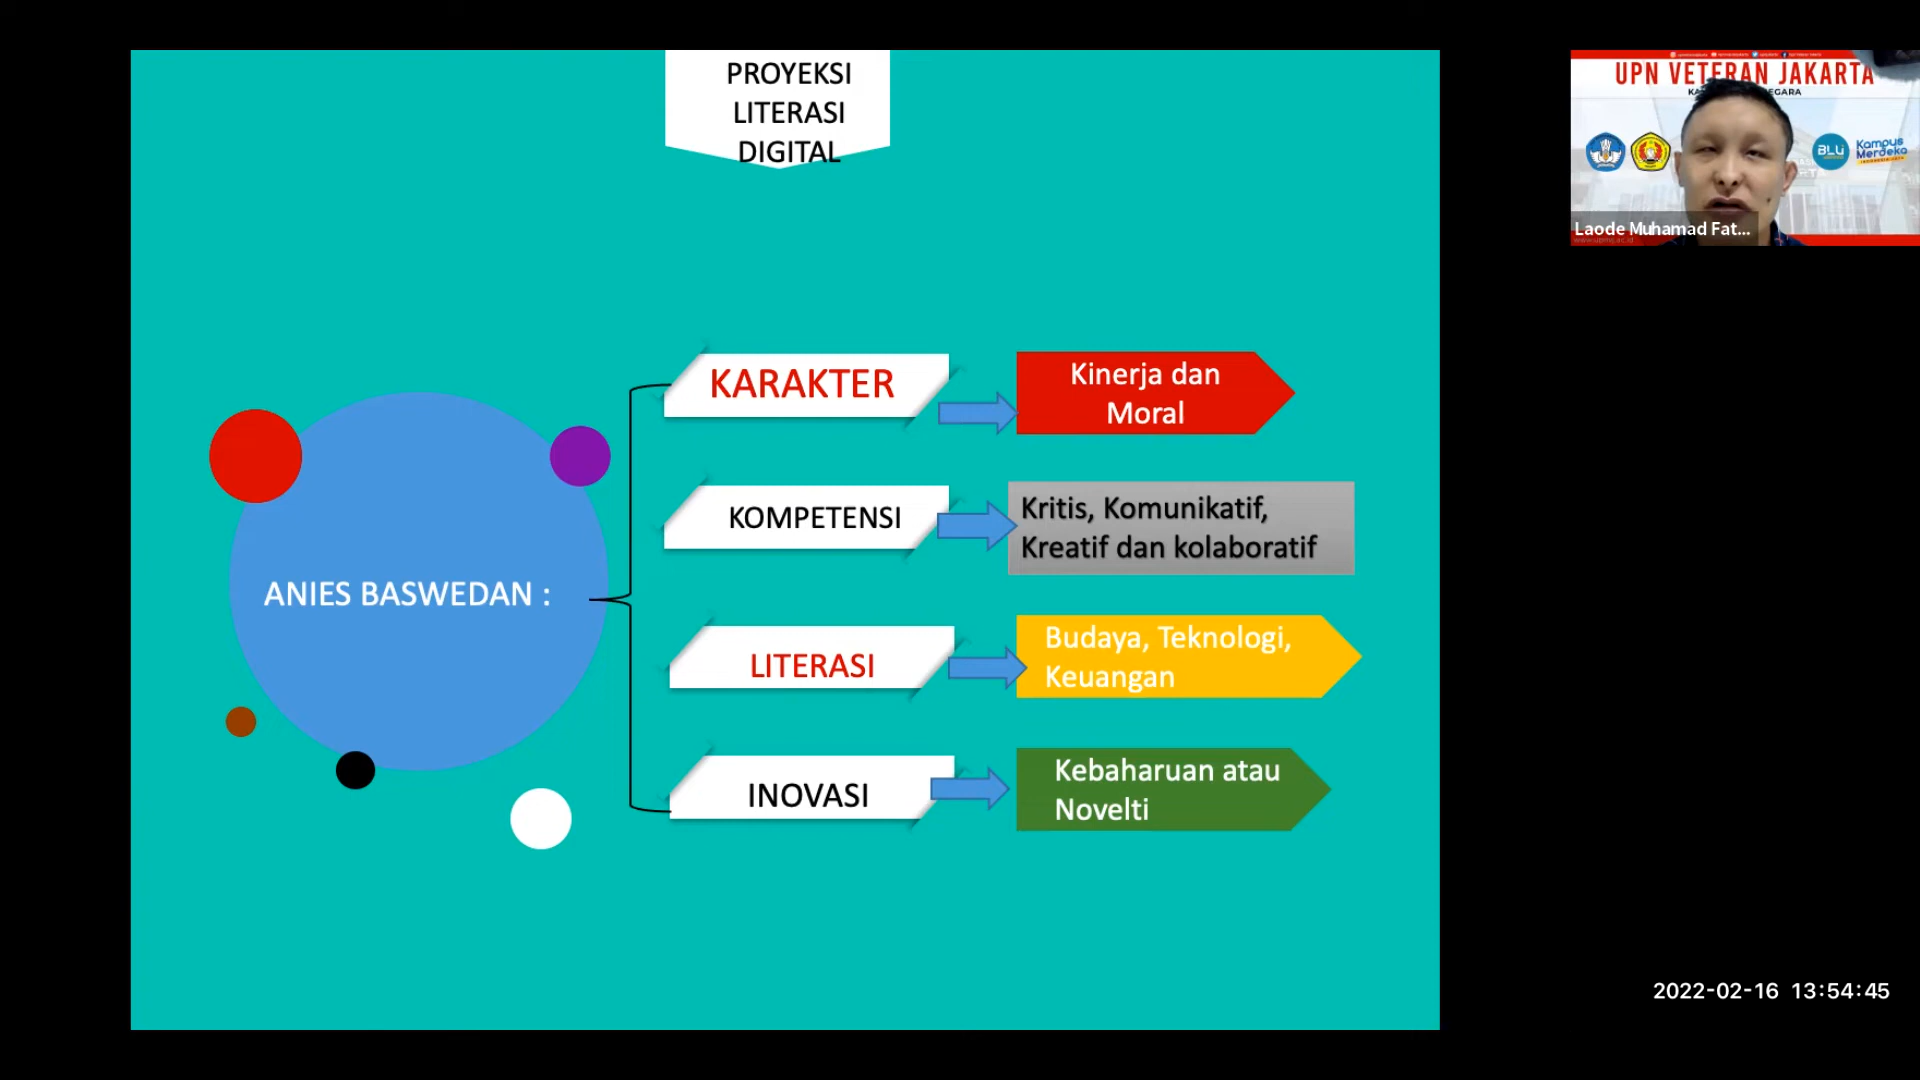 PROYEKSI
LITERASI
DIGITAL
ANIES BASWEDAN :
KARAKTER
Kinerja dan
Moral
KOMPETENSI
Kritis, Komunikatif,
Kreatif dan kolaboratif
LITERASI
Budaya, Teknologi,
Keuangan
INOVASI
Kebaharuan atau
Novelti
UPN VETERAN JAKARTA
BLU
Kampus
Merdeka
Laode Muhamad Fat...
2022-02-16 13:54:45